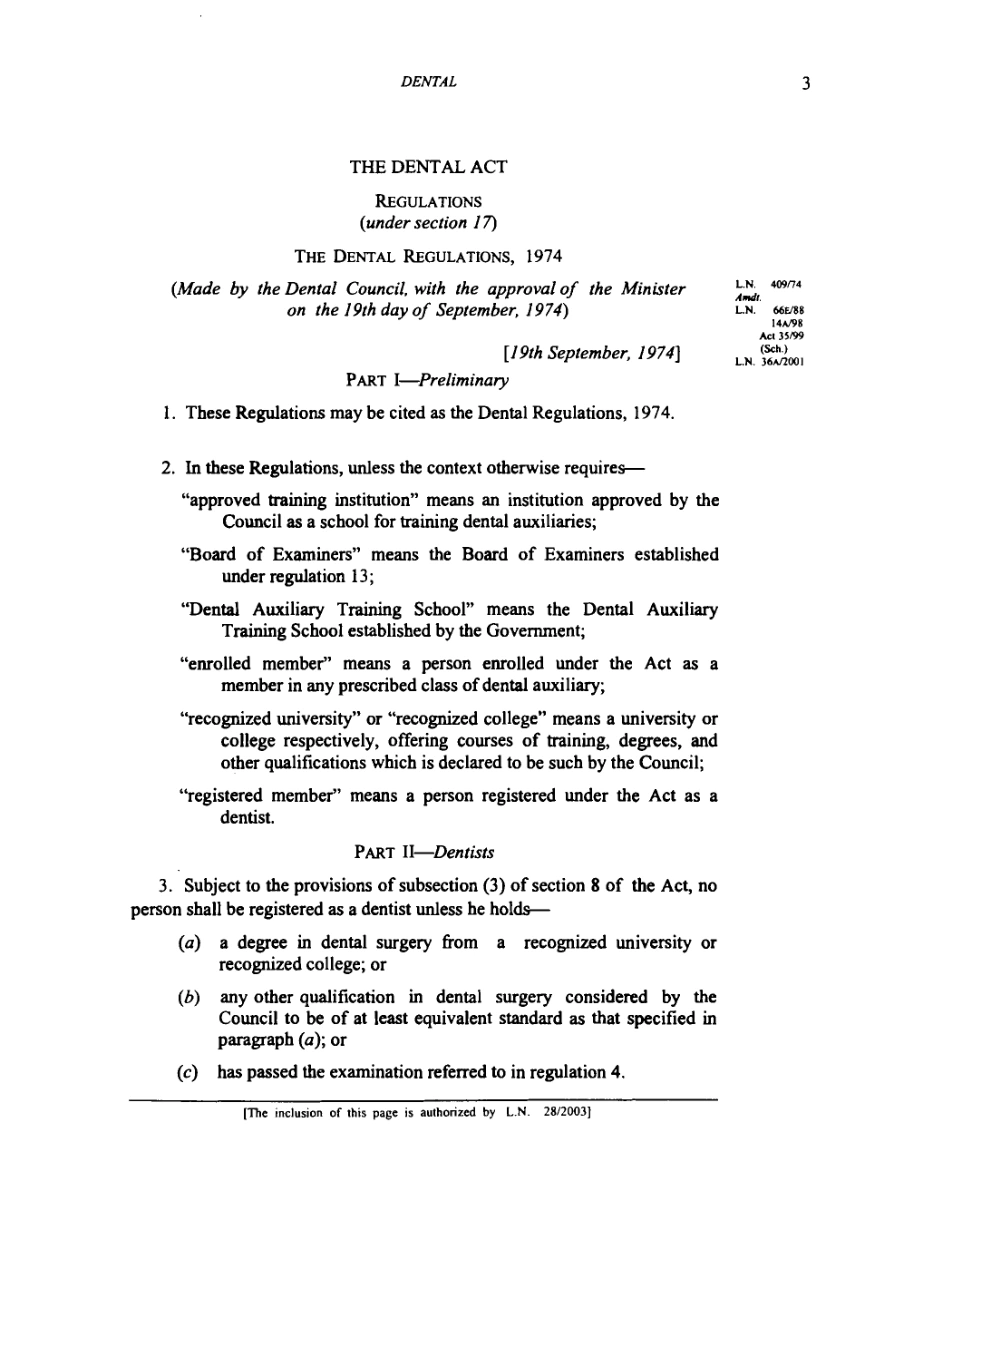 DENTAL 3
THE DENTAL ACT
REGULATIONS
(under section 17)
THE DENTAL REGULATIONS, 1974
(Made by the Dental Council, with the approval of the Minister
on the 19th day of September, 1974)
L.N. 409/74
Amdt.
L.N. 66E/88
14A/98
Act 35/99
(Sch.)
L.N. 36A/2001
[19th September, 1974]
PART I—Preliminary
1. These Regulations may be cited as the Dental Regulations, 1974.
2. In these Regulations, unless the context otherwise requires—
“approved training institution” means an institution approved by the
Council as a school for training dental auxiliaries;
“Board of Examiners” means the Board of Examiners established
under regulation 13;
“Dental Auxiliary Training School” means the Dental Auxiliary
Training School established by the Government;
“enrolled member” means a person enrolled under the Act as a
member in any prescribed class of dental auxiliary;
“recognized university” or “recognized college” means a university or
college respectively, offering courses of training, degrees, and
other qualifications which is declared to be such by the Council;
“registered member” means a person registered under the Act as a
dentist.
PART II—Dentists
3. Subject to the provisions of subsection (3) of section 8 of the Act, no
person shall be registered as a dentist unless he holds—
(a) a degree in dental surgery from a recognized university or
recognized college; or
(b) any other qualification in dental surgery considered by the
Council to be of at least equivalent standard as that specified in
paragraph (a); or
(c) has passed the examination referred to in regulation 4.
[The inclusion of this page is authorized by L.N. 28/2003]